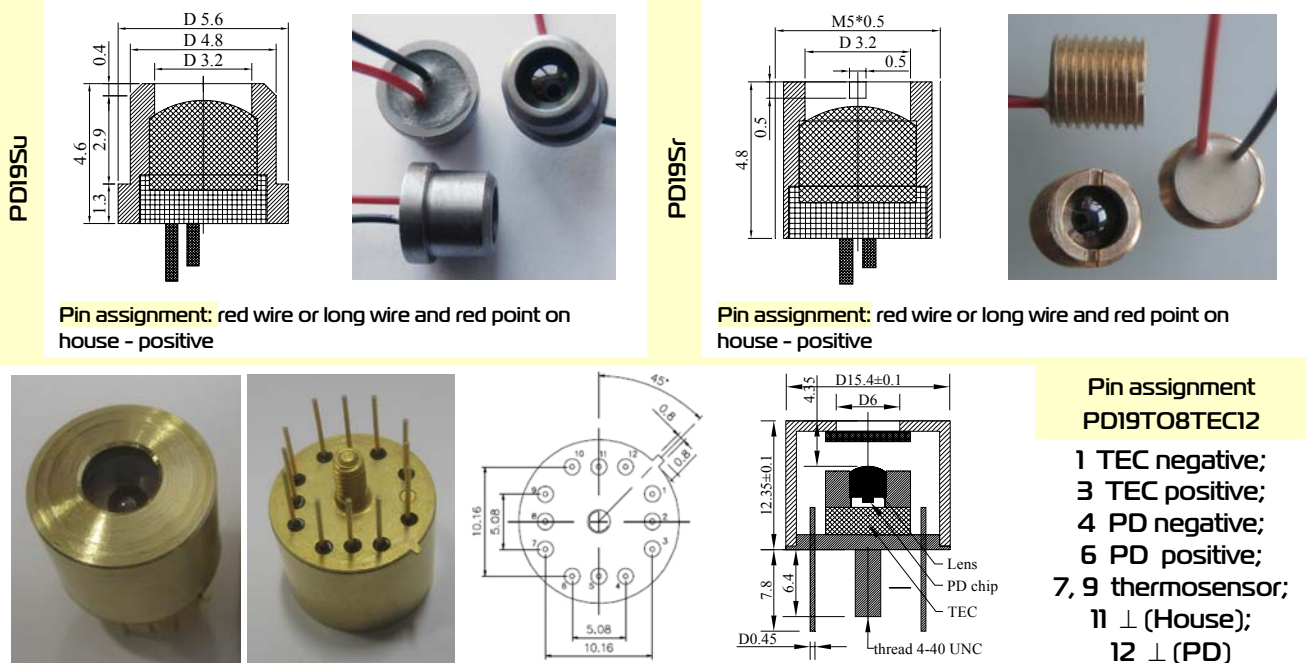 PD19Su
D 5.6
D 4.8
D 3.2
0.4
2.9
4.6
1.3
Pin assignment: red wire or long wire and red point on
house - positive
PD19Sr
M5*0.5
D 3.2
0.5
0.5
4.8
Pin assignment: red wire or long wire and red point on
house - positive
45°
0.8
0.8
10 11 12
9 1
8 2
7 3
6 5 4
10.16
5.08
5.08
10.16
4.35
D15.4±0.1
D6
12.35±0.1
7.8
6.4
Lens
PD chip
TEC
D0.45
thread 4-40 UNC
Pin assignment
PD19TO8TEC12
1 TEC negative;
3 TEC positive;
4 PD negative;
6 PD positive;
7, 9 thermosensor;
11 ⊥ (House);
12 ⊥ (PD)